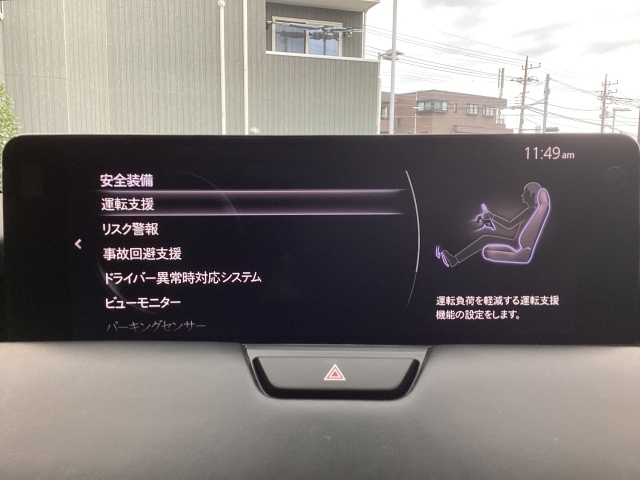 11:49am
安全装備
運転支援
リスク警報
事故回避支援
ドライバー異常時対応システム
ビューモニター
パーキングセンサー
運転負荷を軽減する運転支援
機能の設定をします。